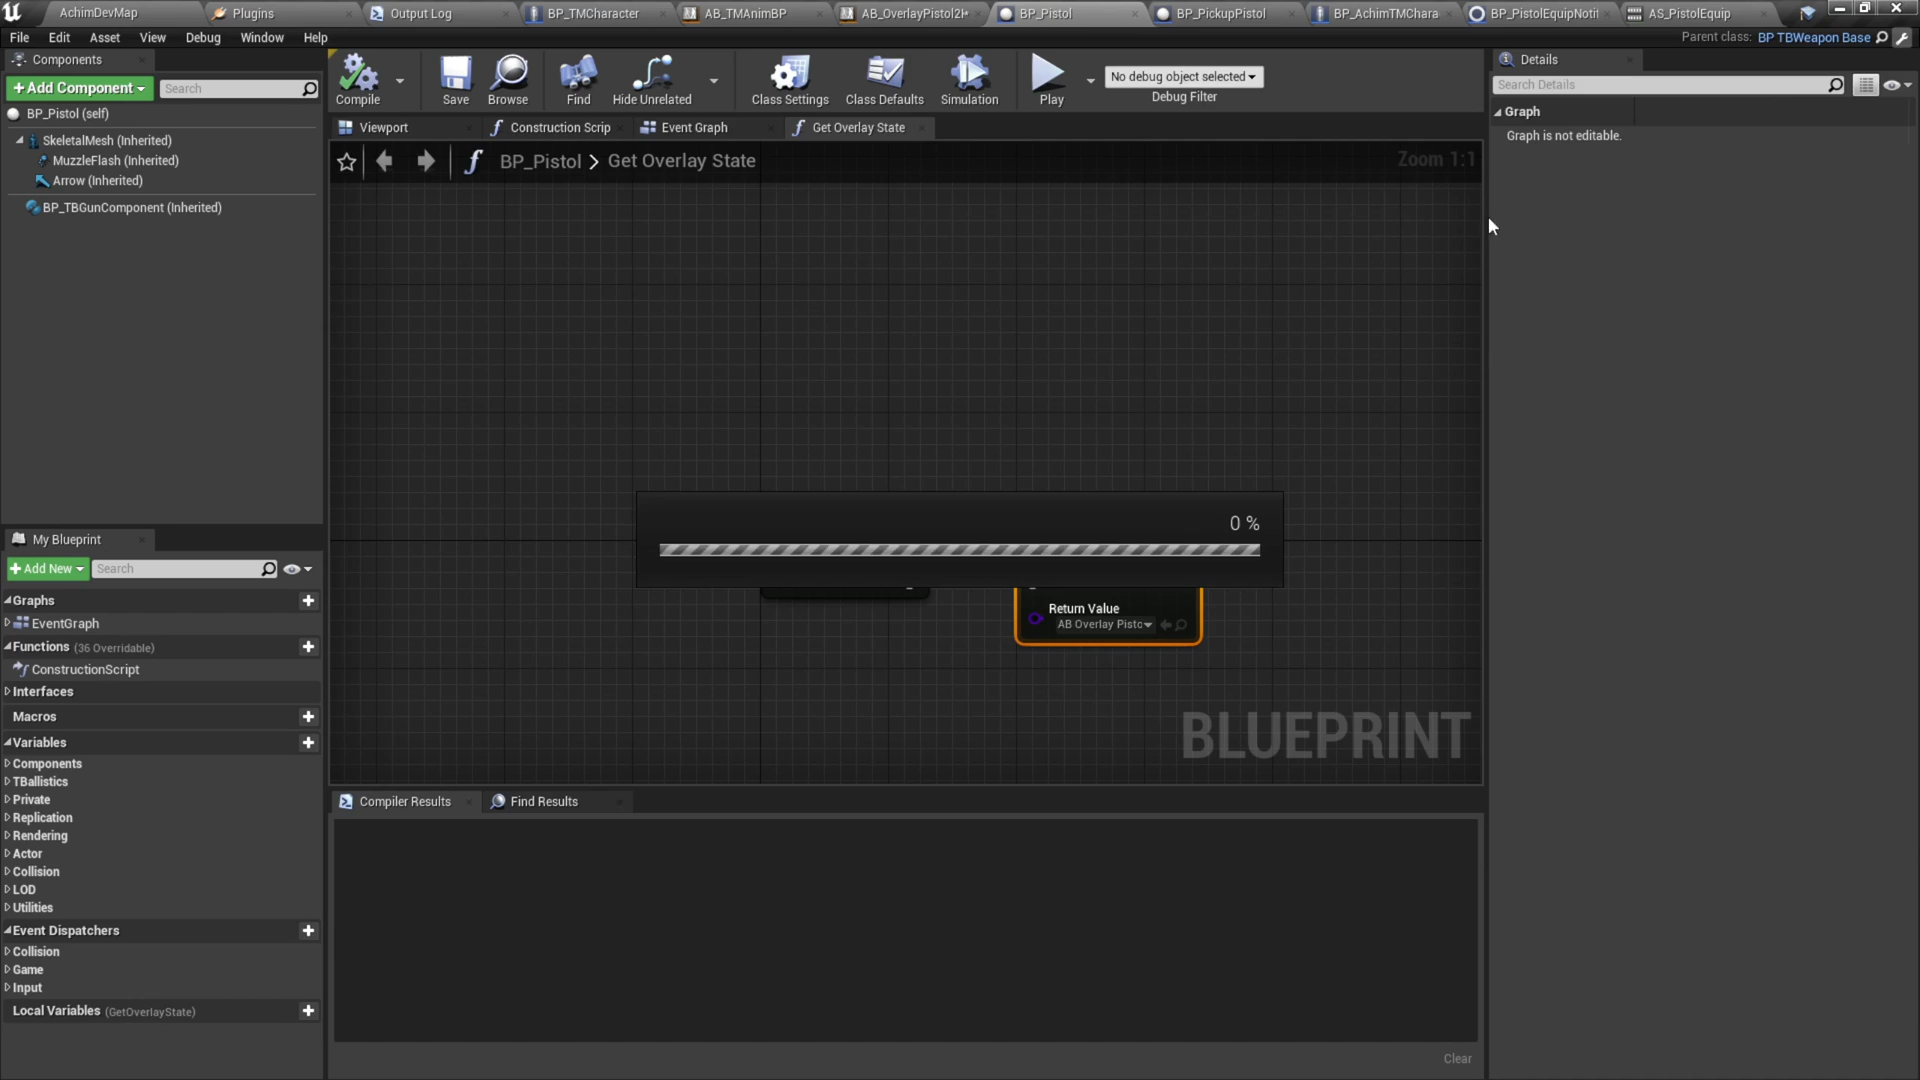 AchimDevMap
Plugins
Output Log
BP_TMCharacter
AB_TMAnimBP
AB_OverlayPistol2H
BP_Pistol
BP_PickupPistol
BP_AchimTMChara
BP_PistolEquipNotif
AS_PistolEquip
File Edit Asset View Debug Window Help
Parent class: BP TBWeapon Base
Components
+Add Component
Search
BP_Pistol (self)
SkeletalMesh (Inherited)
MuzzleFlash (Inherited)
Arrow (Inherited)
BP_TBGunComponent (Inherited)
Compile
Save
Browse
Find
Hide Unrelated
Class Settings
Class Defaults
Simulation
Play
No debug object selected
Debug Filter
Viewport
Construction Scrip
Event Graph
Get Overlay State
BP_Pistol > Get Overlay State
Zoom 1:1
0 %
Return Value
AB Overlay Pisto
BLUEPRINT
Details
Search Details
Graph
Graph is not editable.
My Blueprint
+Add New
Search
Graphs
EventGraph
Functions (36 Overridable)
ConstructionScript
Interfaces
Macros
Variables
Components
TBallistics
Private
Replication
Rendering
Actor
Collision
LOD
Utilities
Event Dispatchers
Collision
Game
Input
Local Variables (GetOverlayState)
Compiler Results
Find Results
Clear